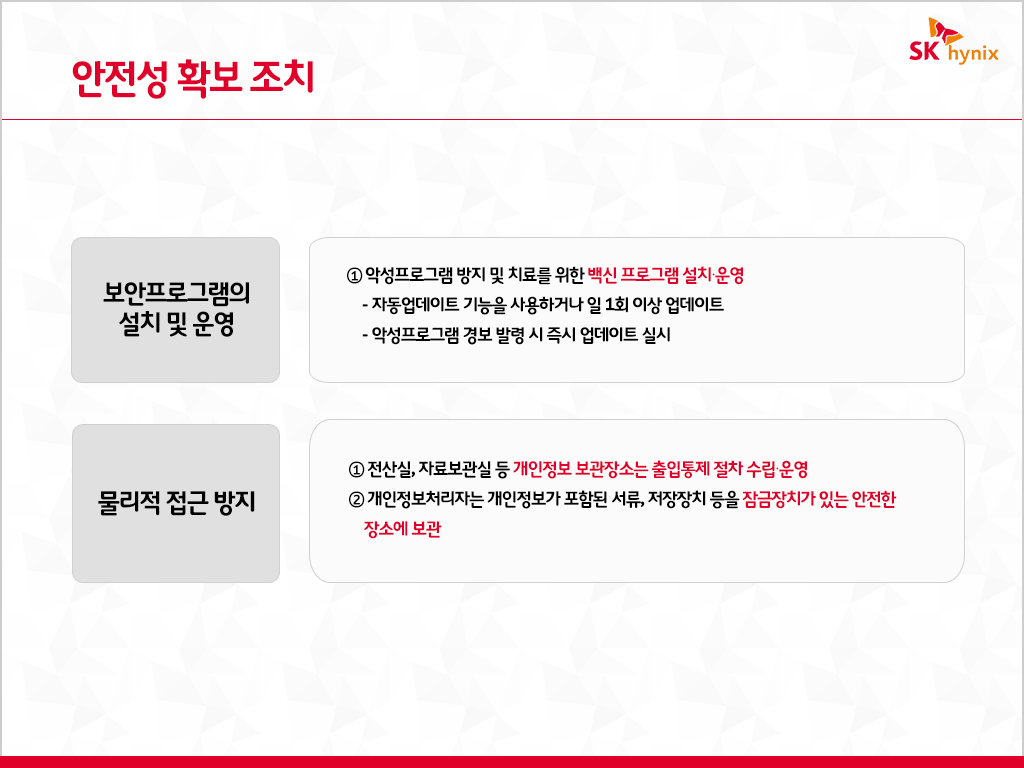 SK hynix
안전성 확보 조치
보안프로그램의
설치 및 운영
① 악성프로그램 방지 및 치료를 위한 백신 프로그램 설치·운영
- 자동업데이트 기능을 사용하거나 일 1회 이상 업데이트
- 악성프로그램 경보 발령 시 즉시 업데이트 실시
물리적 접근 방지
① 전산실, 자료보관실 등 개인정보 보관장소는 출입통제 절차 수립·운영
② 개인정보처리자는 개인정보가 포함된 서류, 저장장치 등을 잠금장치가 있는 안전한
장소에 보관